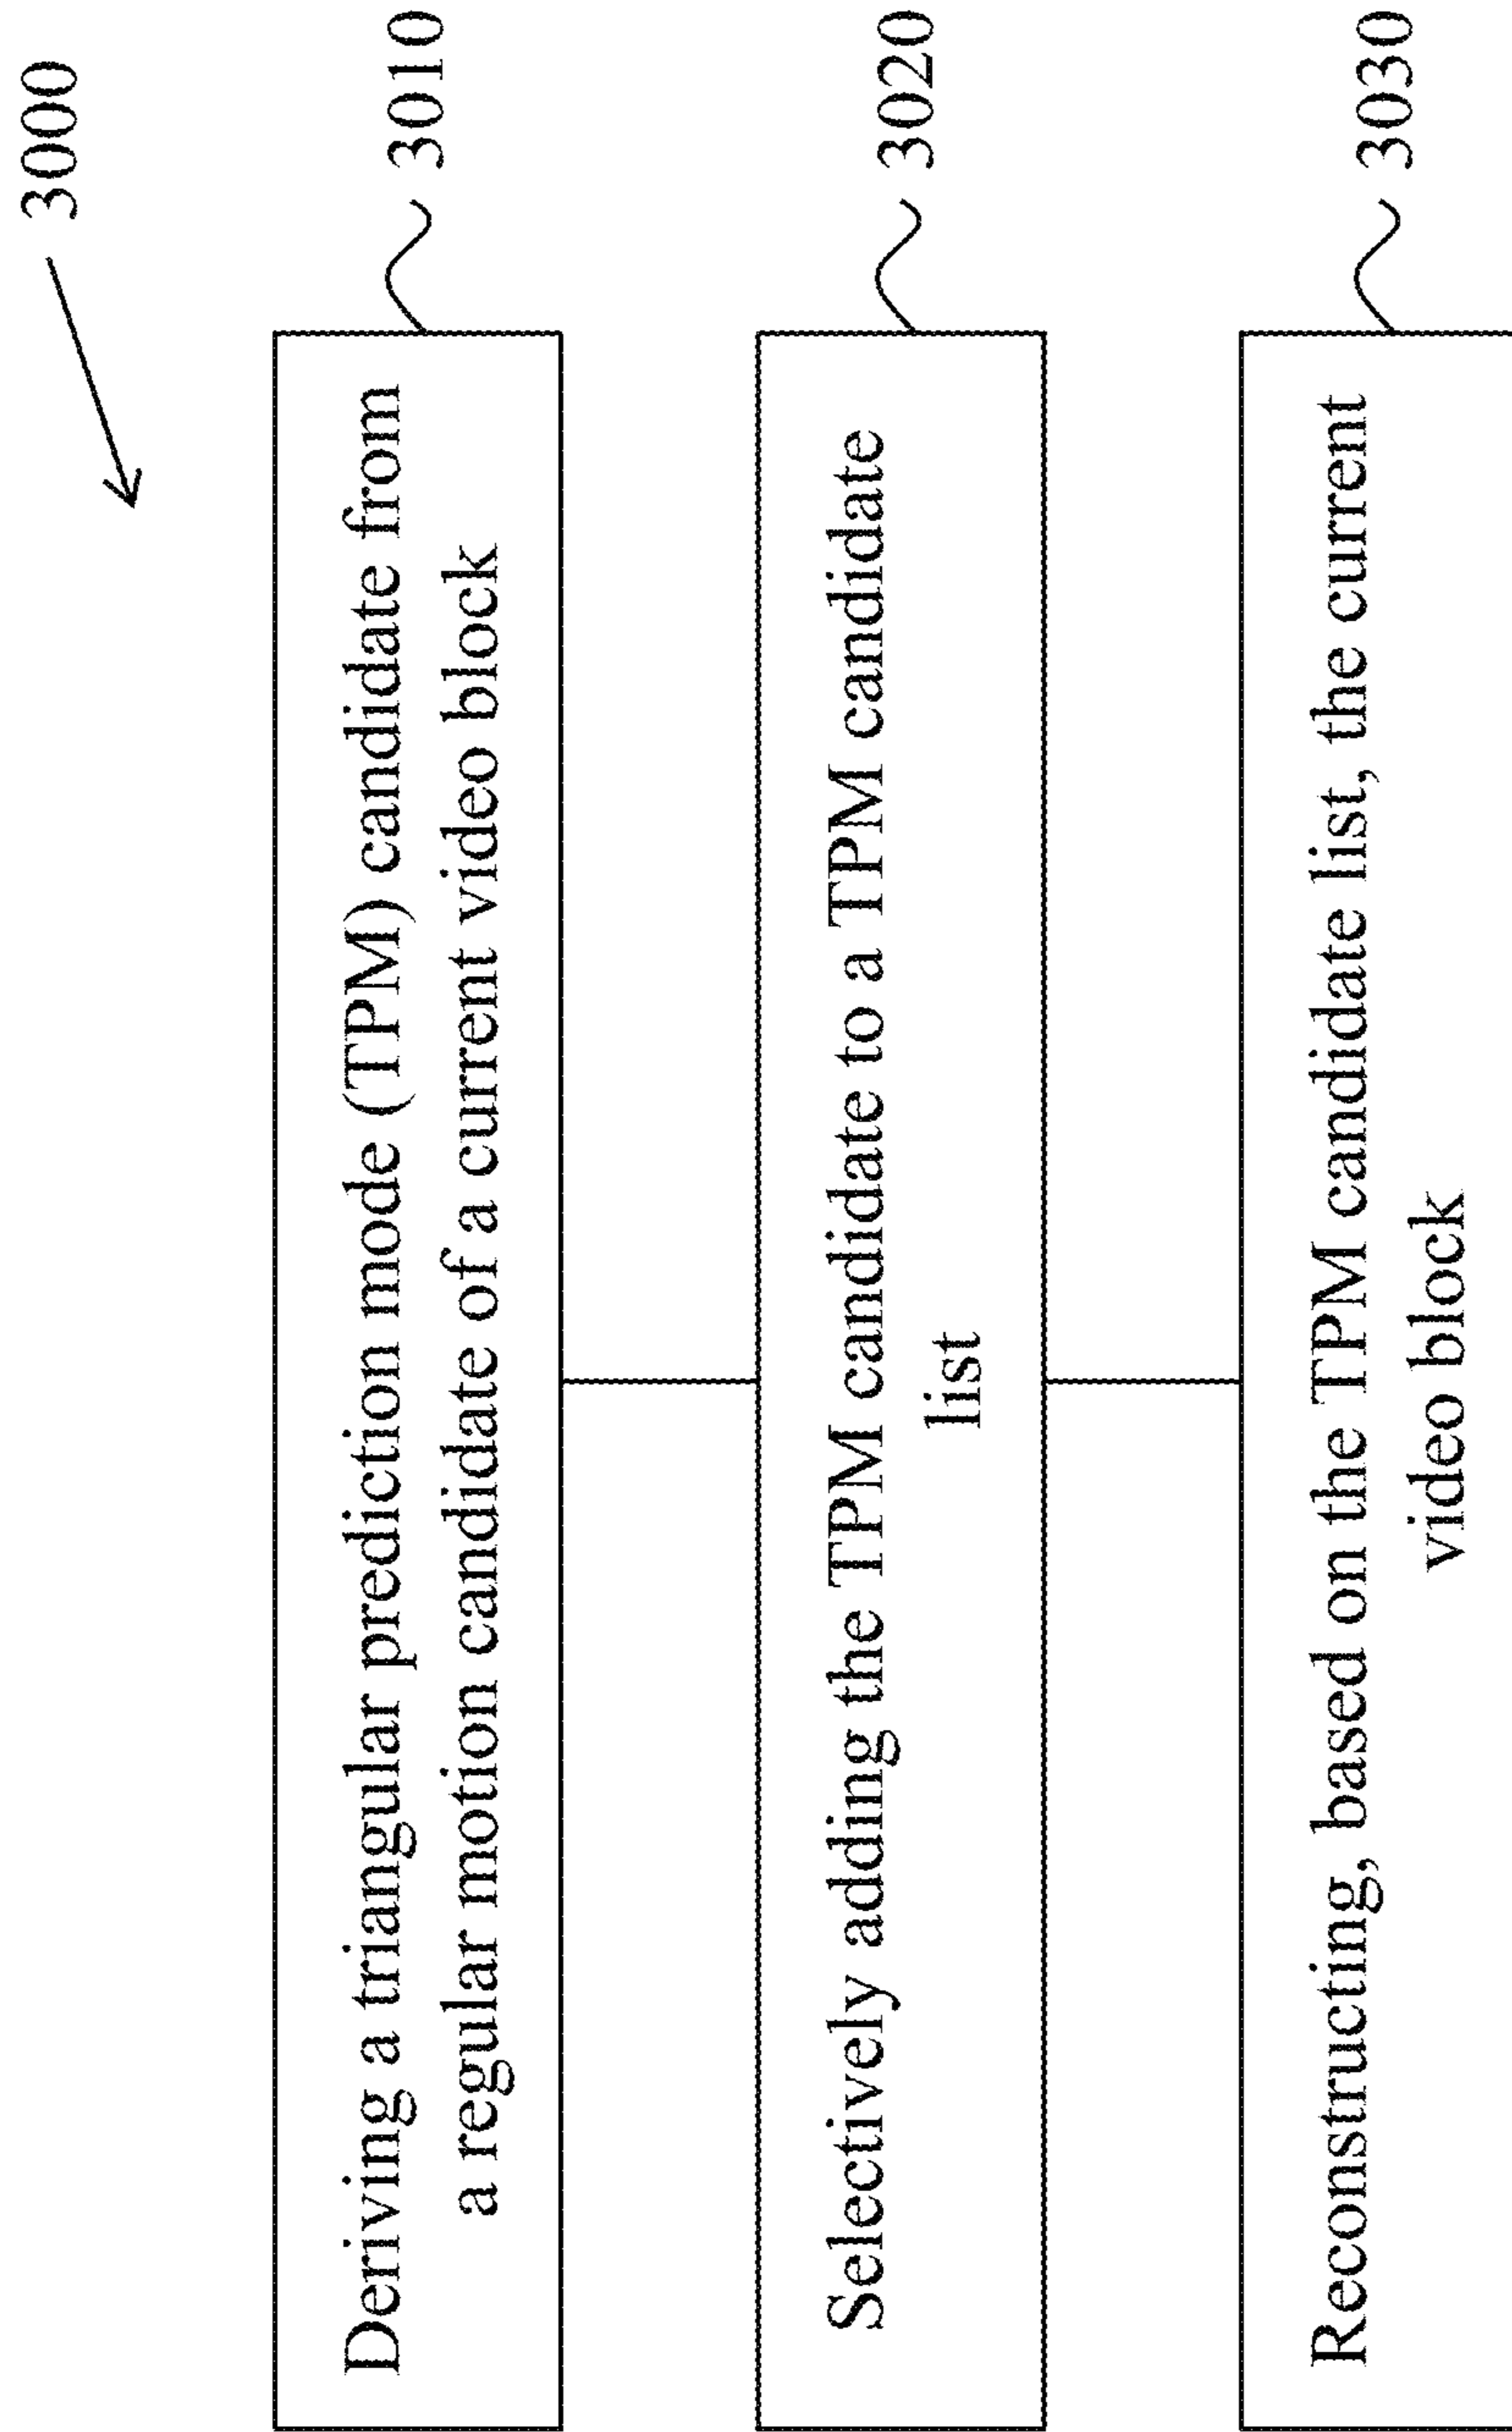 3000
Deriving a triangular prediction mode (TPM) candidate from
a regular motion candidate of a current video block
3010
Selectively adding the TPM candidate to a TPM candidate
list
3020
Reconstructing, based on the TPM candidate list, the current
video block
3030